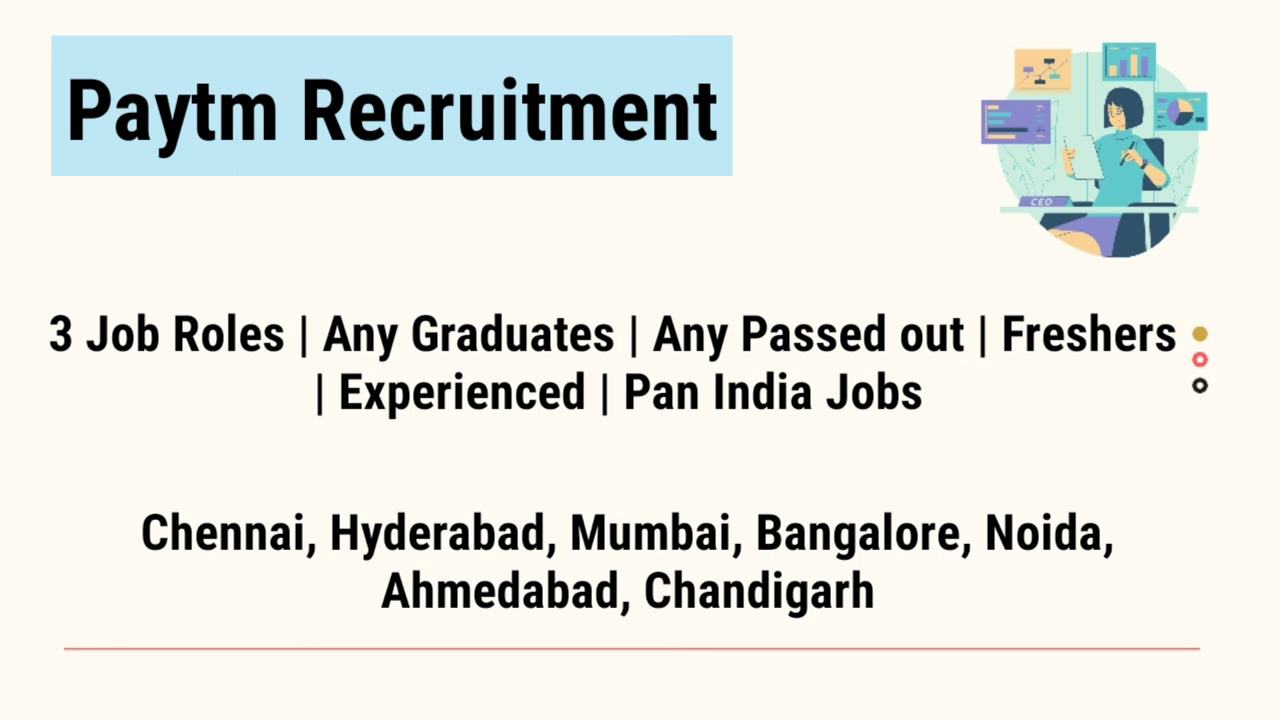 Paytm Recruitment
CEO
3 Job Roles | Any Graduates | Any Passed out | Freshers
| Experienced | Pan India Jobs
Chennai, Hyderabad, Mumbai, Bangalore, Noida,
Ahmedabad, Chandigarh